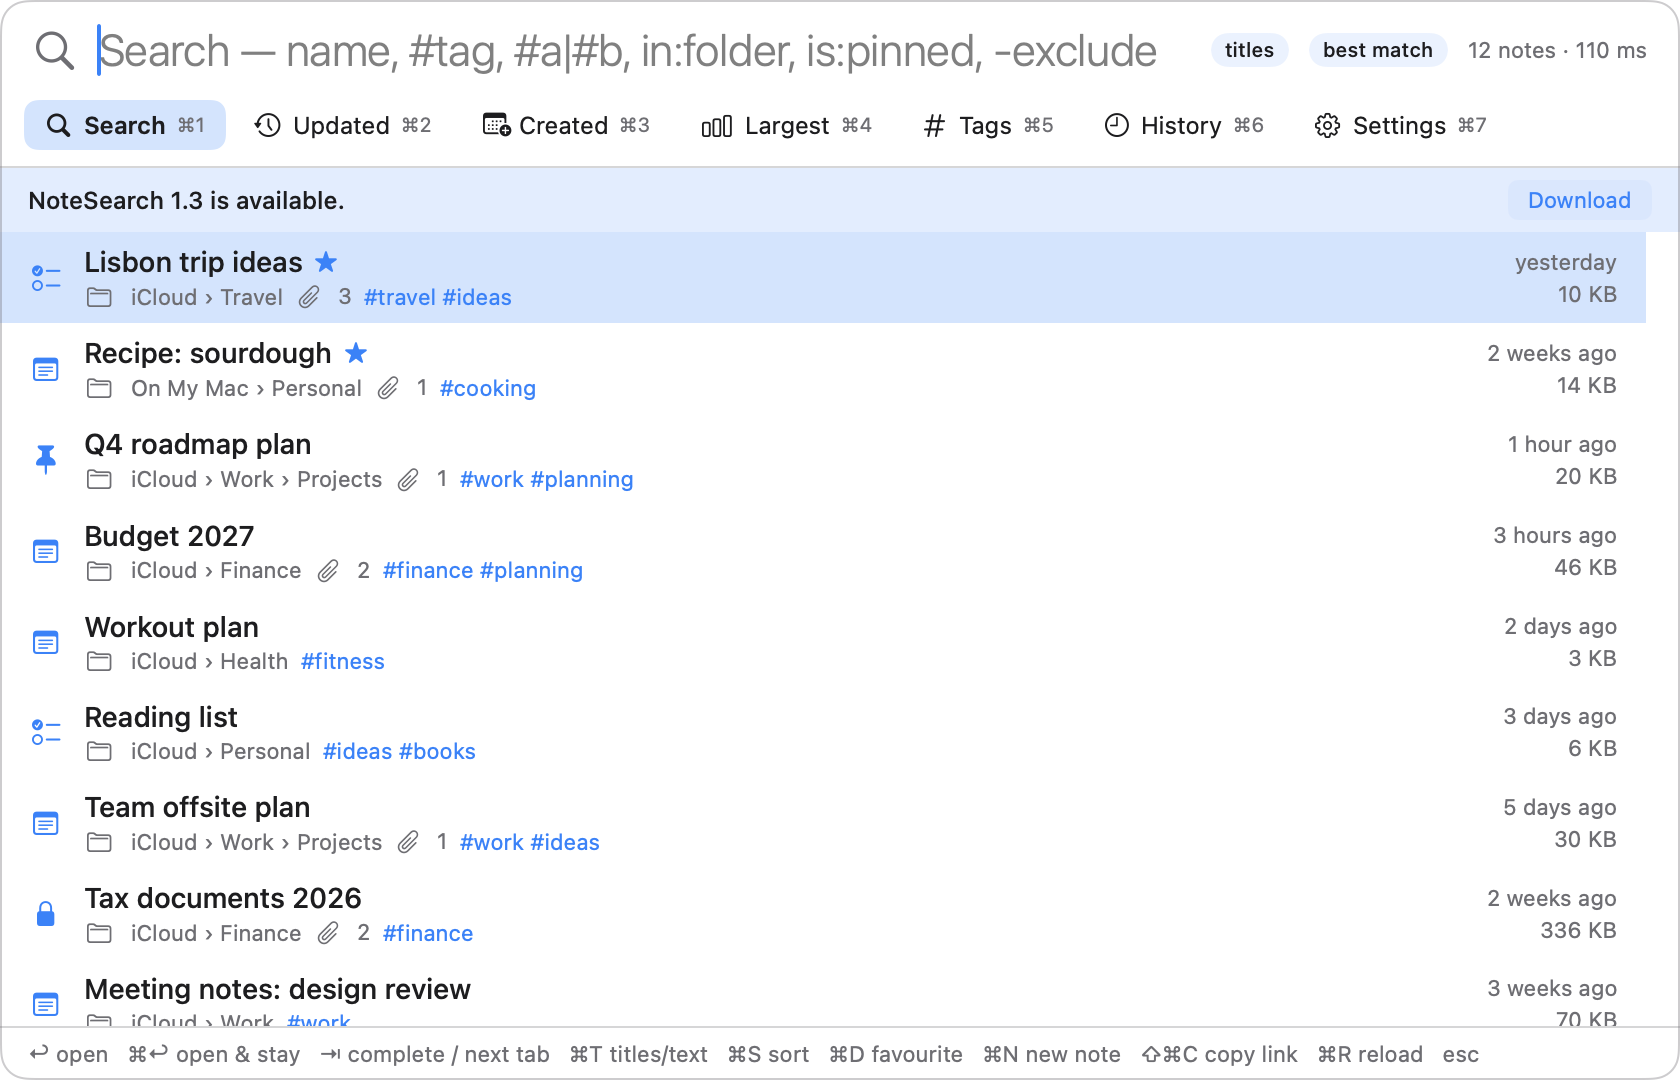 Search — name, #tag, #a|#b, in:folder, is:pinned, -exclude titles best match 12 notes · 110 ms
Search ⌘1 Updated ⌘2 Created ⌘3 Largest ⌘4 Tags ⌘5 History ⌘6 Settings ⌘7
NoteSearch 1.3 is available. Download
Lisbon trip ideas yesterday
iCloud › Travel 3 #travel #ideas 10 KB
Recipe: sourdough 2 weeks ago
On My Mac › Personal 1 #cooking 14 KB
Q4 roadmap plan 1 hour ago
iCloud › Work › Projects 1 #work #planning 20 KB
Budget 2027 3 hours ago
iCloud › Finance 2 #finance #planning 46 KB
Workout plan 2 days ago
iCloud › Health #fitness 3 KB
Reading list 3 days ago
iCloud › Personal #ideas #books 6 KB
Team offsite plan 5 days ago
iCloud › Work › Projects 1 #work #ideas 30 KB
Tax documents 2026 2 weeks ago
iCloud › Finance 2 #finance 336 KB
Meeting notes: design review 3 weeks ago
iCloud › Work #work 70 KB
↩ open ⌘↩ open & stay ⇥ complete / next tab ⌘T titles/text ⌘S sort ⌘D favourite ⌘N new note ⇧⌘C copy link ⌘R reload esc